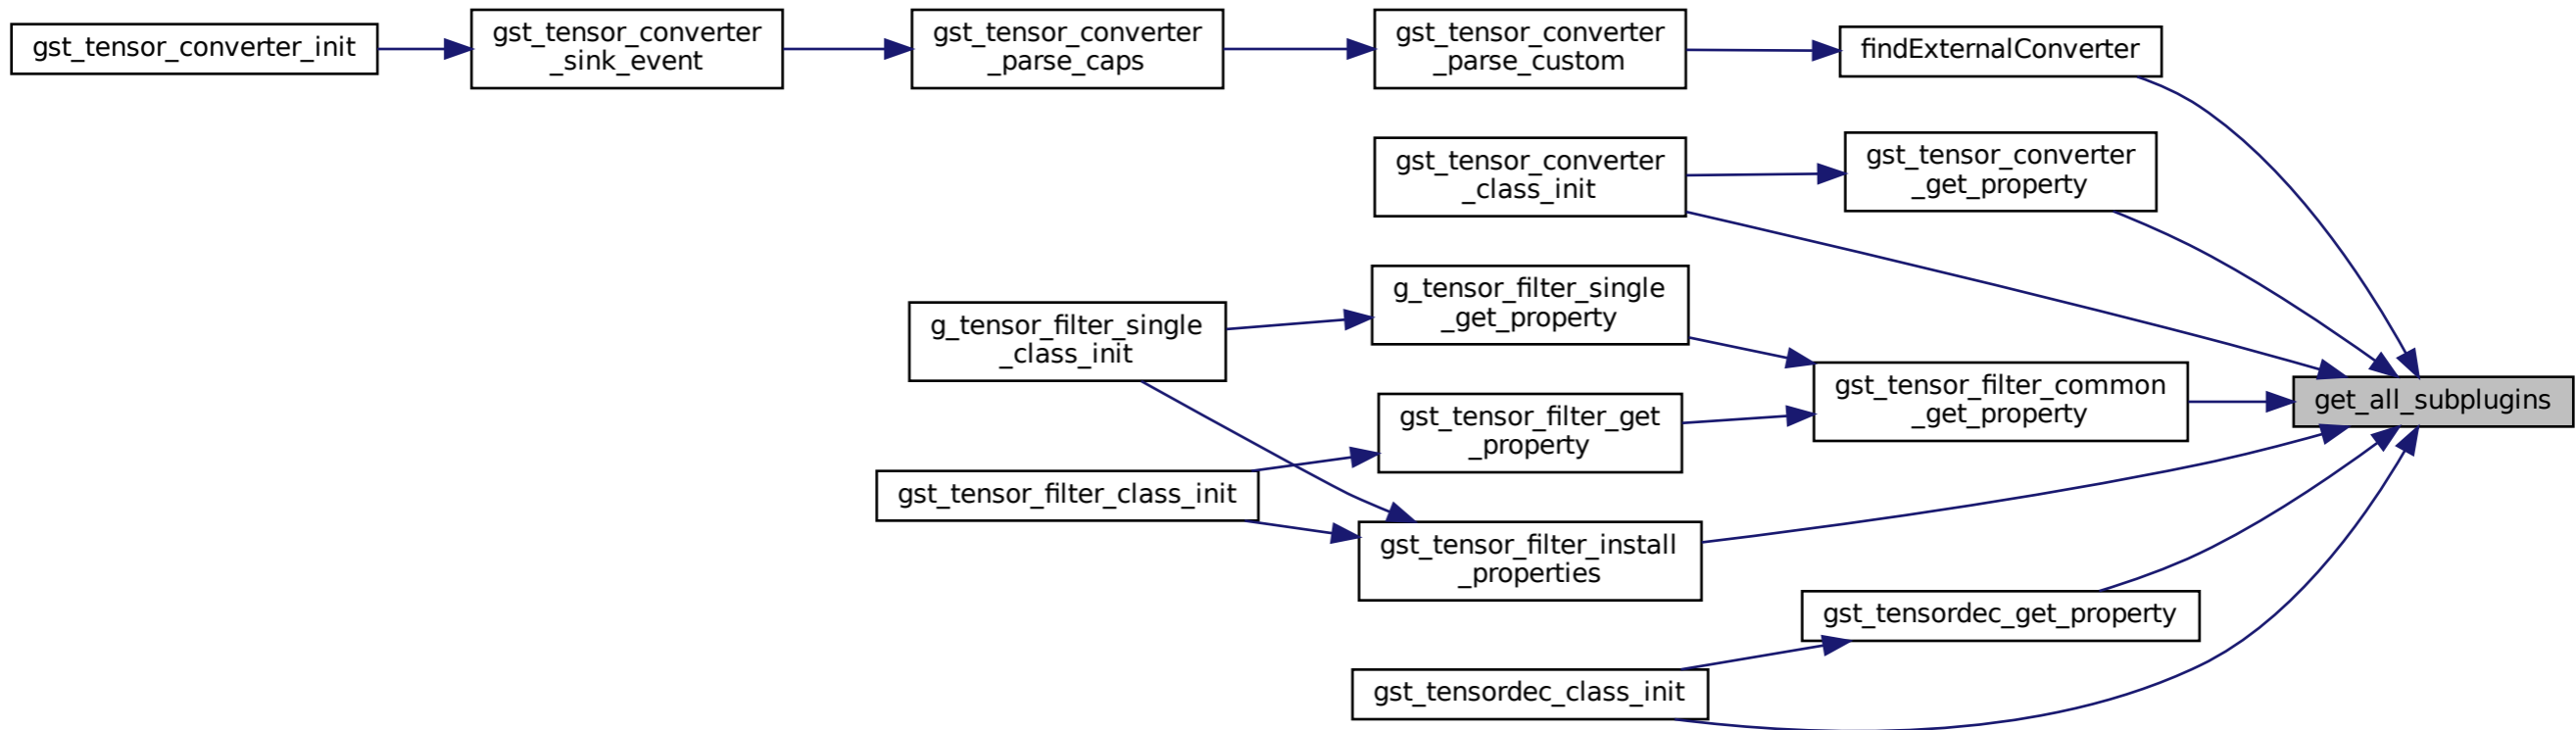 gst_tensor_converter_init
gst_tensor_converter
_sink_event
gst_tensor_converter
_parse_caps
gst_tensor_converter
_parse_custom
findExternalConverter
gst_tensor_converter
_class_init
gst_tensor_converter
_get_property
g_tensor_filter_single
_class_init
g_tensor_filter_single
_get_property
gst_tensor_filter_common
_get_property
get_all_subplugins
gst_tensor_filter_get
_property
gst_tensor_filter_class_init
gst_tensor_filter_install
_properties
gst_tensordec_get_property
gst_tensordec_class_init